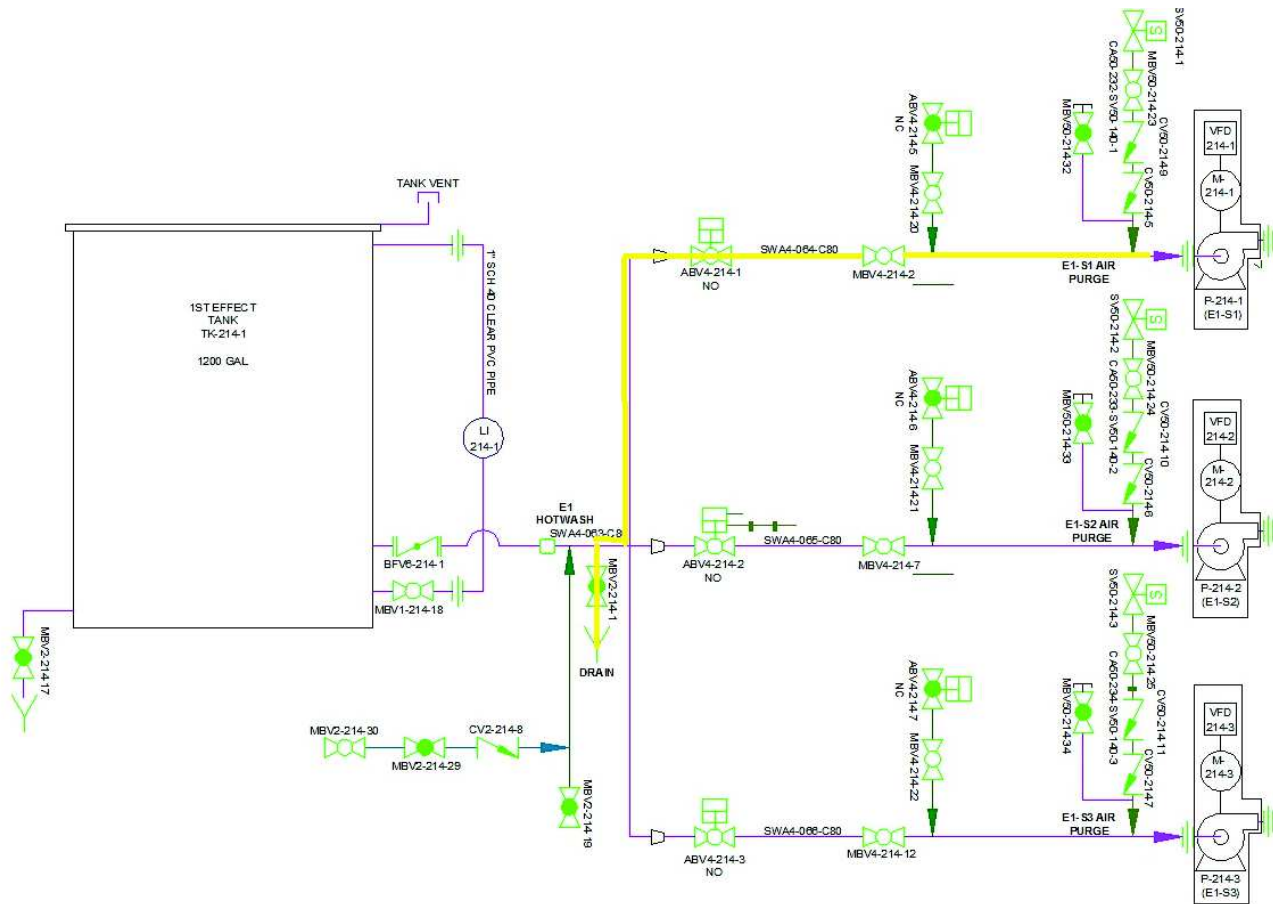 TANK VENT
1ST EFFECT
TANK
TK-214-1
1200 GAL
1" SCH 40 CLEAR PVC PIPE
LI
214-1
BFV6-214-1
MBV1-214-18
MBV2-214-17
E1
HOTWASH
SWA4-063-C80
MBV2-214-1
DRAIN
MBV2-214-30
MBV2-214-29
CV2-214-8
MBV2-214-19
ABV4-214-1
NO
SWA4-064-C80
MBV4-214-2
ABV4-214-5
NC
MBV4-214-20
MBV50-214-32
SV50-214-1
S
MBV50-214-23
CA50-232-SV50-140-1
CV50-214-9
CV50-214-5
E1-S1 AIR
PURGE
VFD
214-1
M-
214-1
P-214-1
(E1-S1)
ABV4-214-2
NO
SWA4-065-C80
MBV4-214-7
ABV4-214-6
NC
MBV4-214-21
MBV50-214-33
SV50-214-2
S
MBV50-214-24
CA50-233-SV50-140-2
CV50-214-10
CV50-214-6
E1-S2 AIR
PURGE
VFD
214-2
M-
214-2
P-214-2
(E1-S2)
ABV4-214-3
NO
SWA4-066-C80
MBV4-214-12
ABV4-214-7
NC
MBV4-214-22
MBV50-214-34
SV50-214-3
S
MBV50-214-25
CA50-234-SV50-140-3
CV50-214-11
CV50-214-7
E1-S3 AIR
PURGE
VFD
214-3
M-
214-3
P-214-3
(E1-S3)